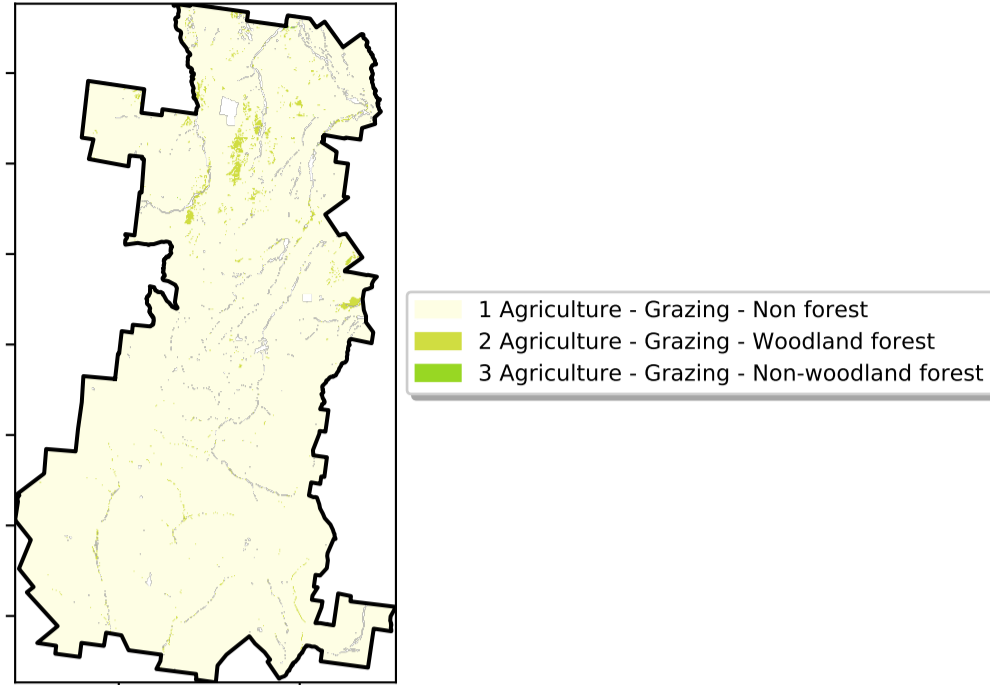 1 Agriculture - Grazing - Non forest
2 Agriculture - Grazing - Woodland forest
3 Agriculture - Grazing - Non-woodland forest